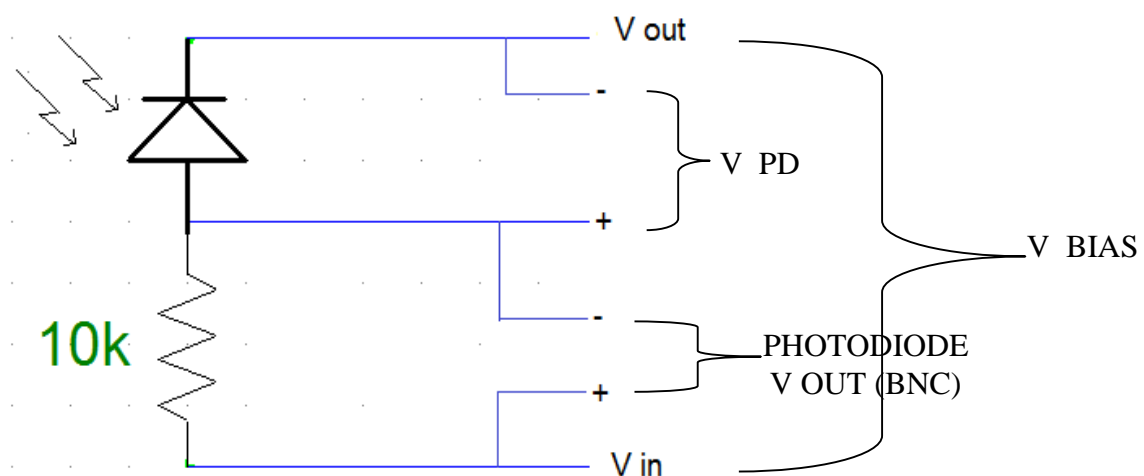 V out
-
V PD
+
V BIAS
10k
-
PHOTODIODE
V OUT (BNC)
+
V in